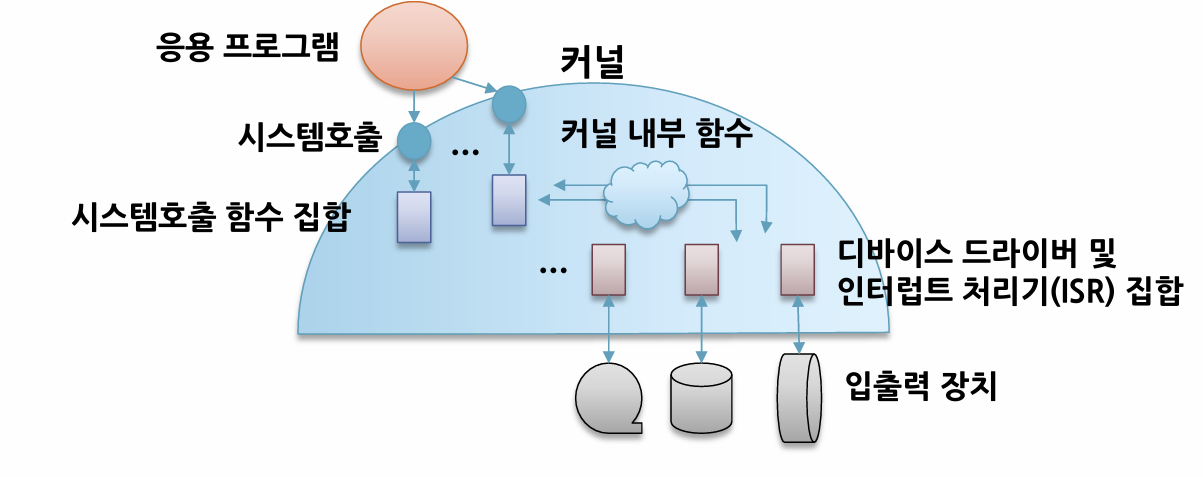 응용 프로그램
커널
시스템호출
...
커널 내부 함수
시스템호출 함수 집합
...
디바이스 드라이버 및
인터럽트 처리기(ISR) 집합
입출력 장치